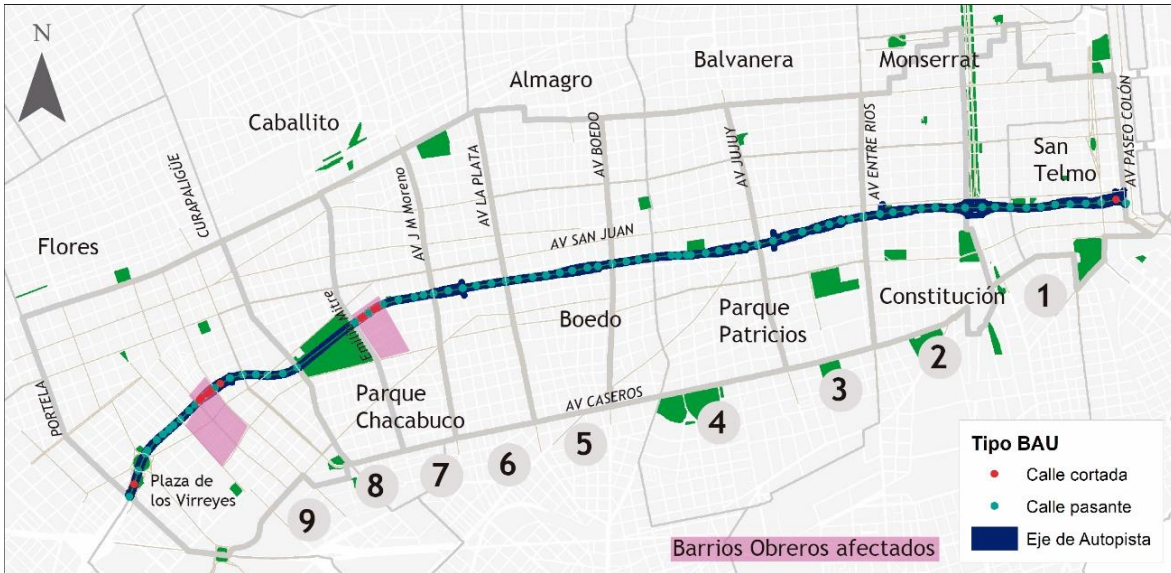 N
Almagro
Balvanera
Monserrat
Caballito
Flores
San
Telmo
CURAPALIGÜE
AV J M Moreno
AV LA PLATA
AV BOEDO
AV JUJUY
AV ENTRE RIOS
AV PASEO COLÓN
AV SAN JUAN
Emilio Mitre
Boedo
Parque
Patricios
Constitución
1
2
3
4
5
6
7
8
9
Parque
Chacabuco
AV CASEROS
PORTELA
Plaza de
los Virreyes
Barrios Obreros afectados
Tipo BAU
Calle cortada
Calle pasante
Eje de Autopista